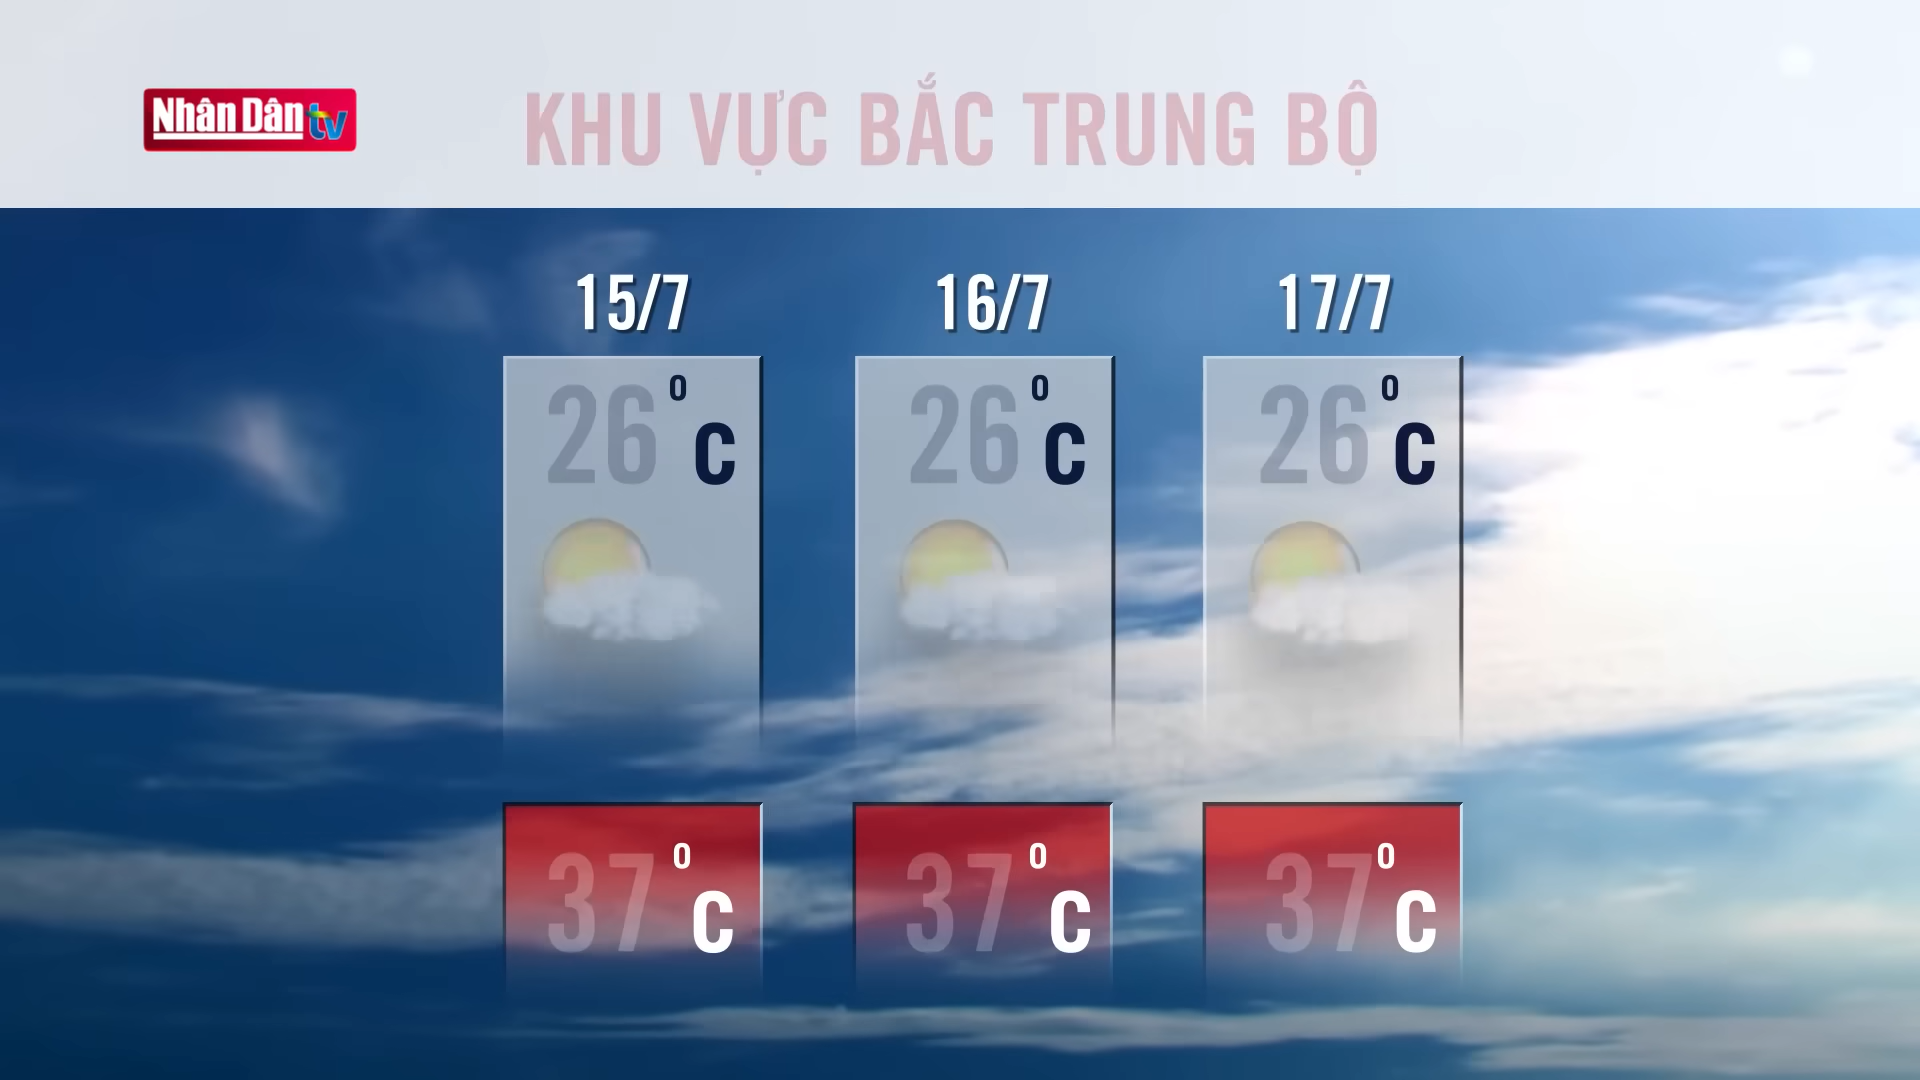 Nhân Dân tv
KHU VỰC BẮC TRUNG BỘ
15/7 16/7 17/7
26°C 26°C 26°C
37°C 37°C 37°C